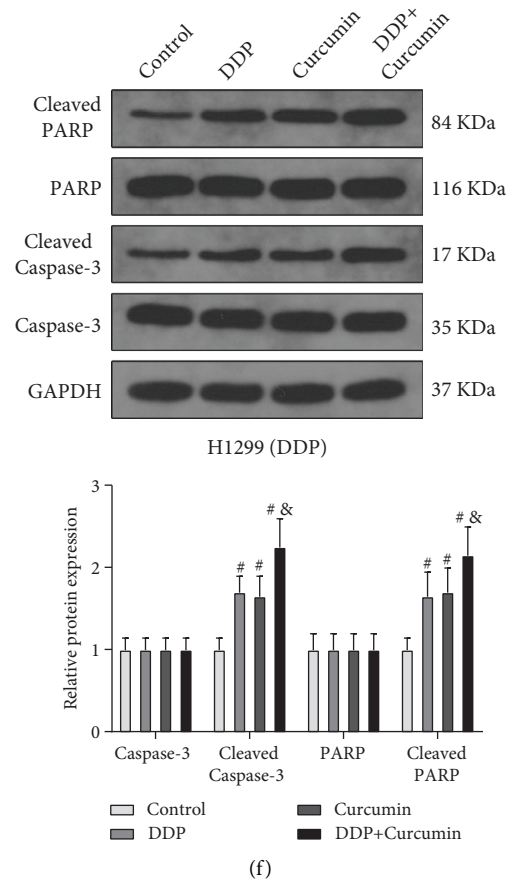 Control
DDP
Curcumin
DDP+
Curcumin
Cleaved
PARP
84 KDa
PARP
116 KDa
Cleaved
Caspase-3
17 KDa
Caspase-3
35 KDa
GAPDH
37 KDa
H1299 (DDP)
3
2
1
0
Relative protein expression
# #
# &
# #
# &
Caspase-3
Cleaved
Caspase-3
PARP
Cleaved
PARP
Control
Curcumin
DDP
DDP+Curcumin
(f)